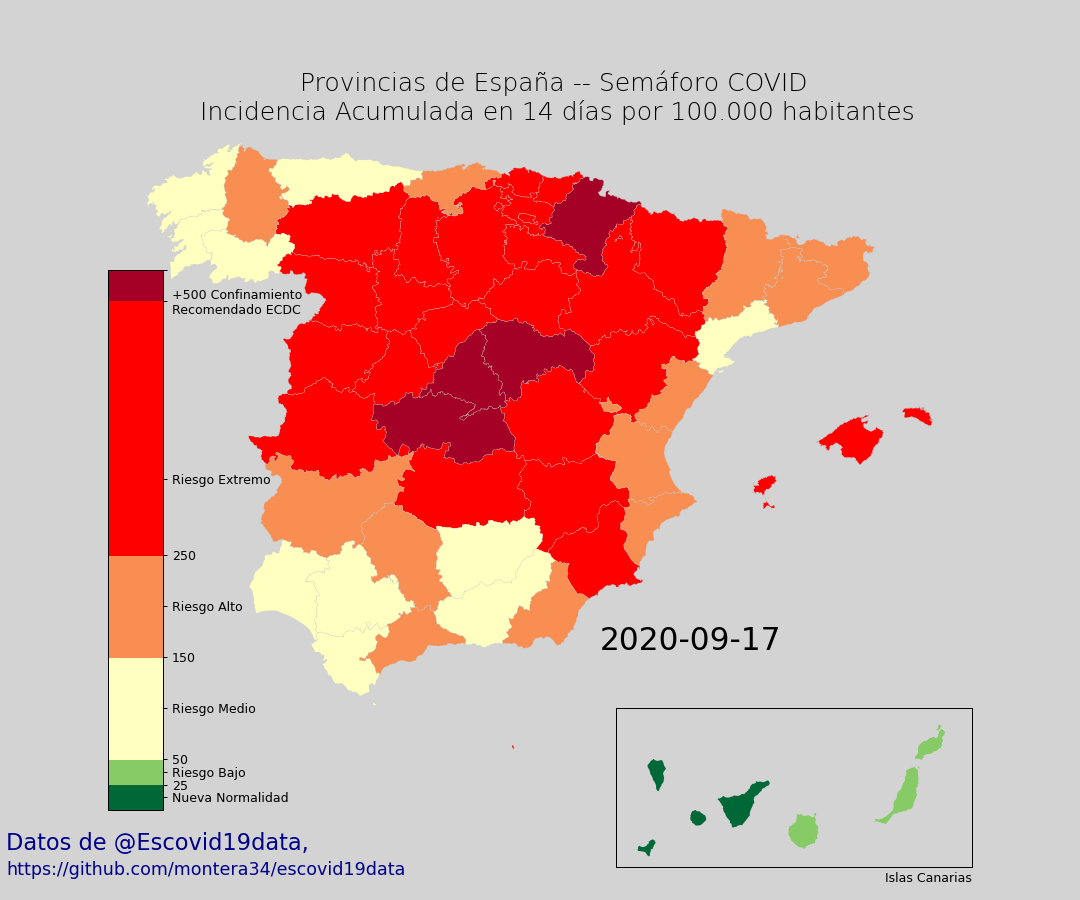 Provincias de España -- Semáforo COVID
Incidencia Acumulada en 14 días por 100.000 habitantes
+500 Confinamiento
Recomendado ECDC
Riesgo Extremo
250
Riesgo Alto
150
Riesgo Medio
50
Riesgo Bajo
25
Nueva Normalidad
2020-09-17
Islas Canarias
Datos de @Escovid19data,
https://github.com/montera34/escovid19data